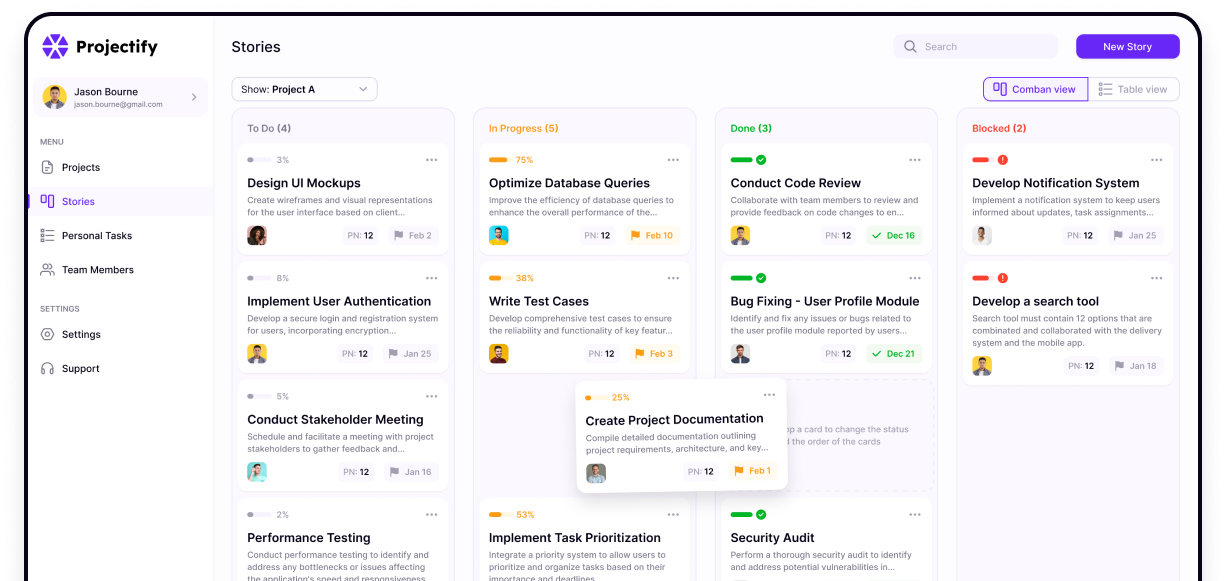 Projectify
Jason Bourne
jason.bourne@gmail.com
MENU
Projects
Stories
Personal Tasks
Team Members
SETTINGS
Settings
Support
Stories
Search
New Story
Show: Project A
Comban view
Table view
To Do (4)
3%
Design UI Mockups
Create wireframes and visual representations
for the user interface based on client...
PN: 12
Feb 2
8%
Implement User Authentication
Develop a secure login and registration system
for users, incorporating encryption...
PN: 12
Jan 25
5%
Conduct Stakeholder Meeting
Schedule and facilitate a meeting with project
stakeholders to gather feedback and...
PN: 12
Jan 16
2%
Performance Testing
Conduct performance testing to identify and
address any bottlenecks or issues affecting
the application's speed and responsiveness
In Progress (5)
75%
Optimize Database Queries
Improve the efficiency of database queries to
enhance the overall performance of the...
PN: 12
Feb 10
38%
Write Test Cases
Develop comprehensive test cases to ensure
the reliability and functionality of key featur...
PN: 12
Feb 3
25%
Create Project Documentation
Compile detailed documentation outlining
project requirements, architecture, and key...
PN: 12
Feb 1
53%
Implement Task Prioritization
Integrate a priority system to allow users to
prioritize and organize tasks based on their
importance and deadlines
Done (3)
Conduct Code Review
Collaborate with team members to review and
provide feedback on code changes to en...
PN: 12
Dec 16
Bug Fixing - User Profile Module
Identify and fix any issues or bugs related to
the user profile module reported by users...
PN: 12
Dec 21
a card to change the status
the order of the cards
Security Audit
Perform a thorough security audit to identify
and address potential vulnerabilities in...
Blocked (2)
Develop Notification System
Implement a notification system to keep users
informed about updates, task assignments...
PN: 12
Jan 25
Develop a search tool
Search tool must contain 12 options that are
combined and collaborated with the delivery
system and the mobile app.
PN: 12
Jan 18